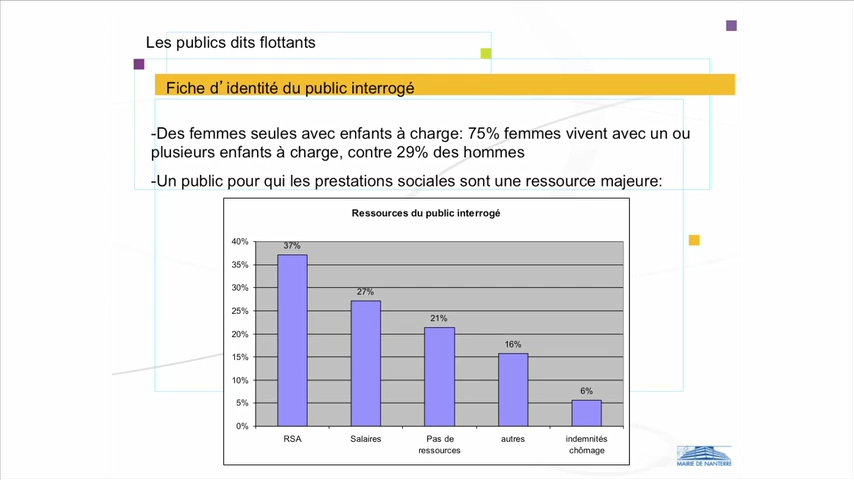 Les publics dits flottants
Fiche d’identité du public interrogé
-Des femmes seules avec enfants à charge: 75% femmes vivent avec un ou
plusieurs enfants à charge, contre 29% des hommes
-Un public pour qui les prestations sociales sont une ressource majeure:
Ressources du public interrogé
40%
35%
30%
25%
20%
15%
10%
5%
0%
37%
27%
21%
16%
6%
RSA
Salaires
Pas de
ressources
autres
indemnités
chômage
MAIRIE DE NANTERRE